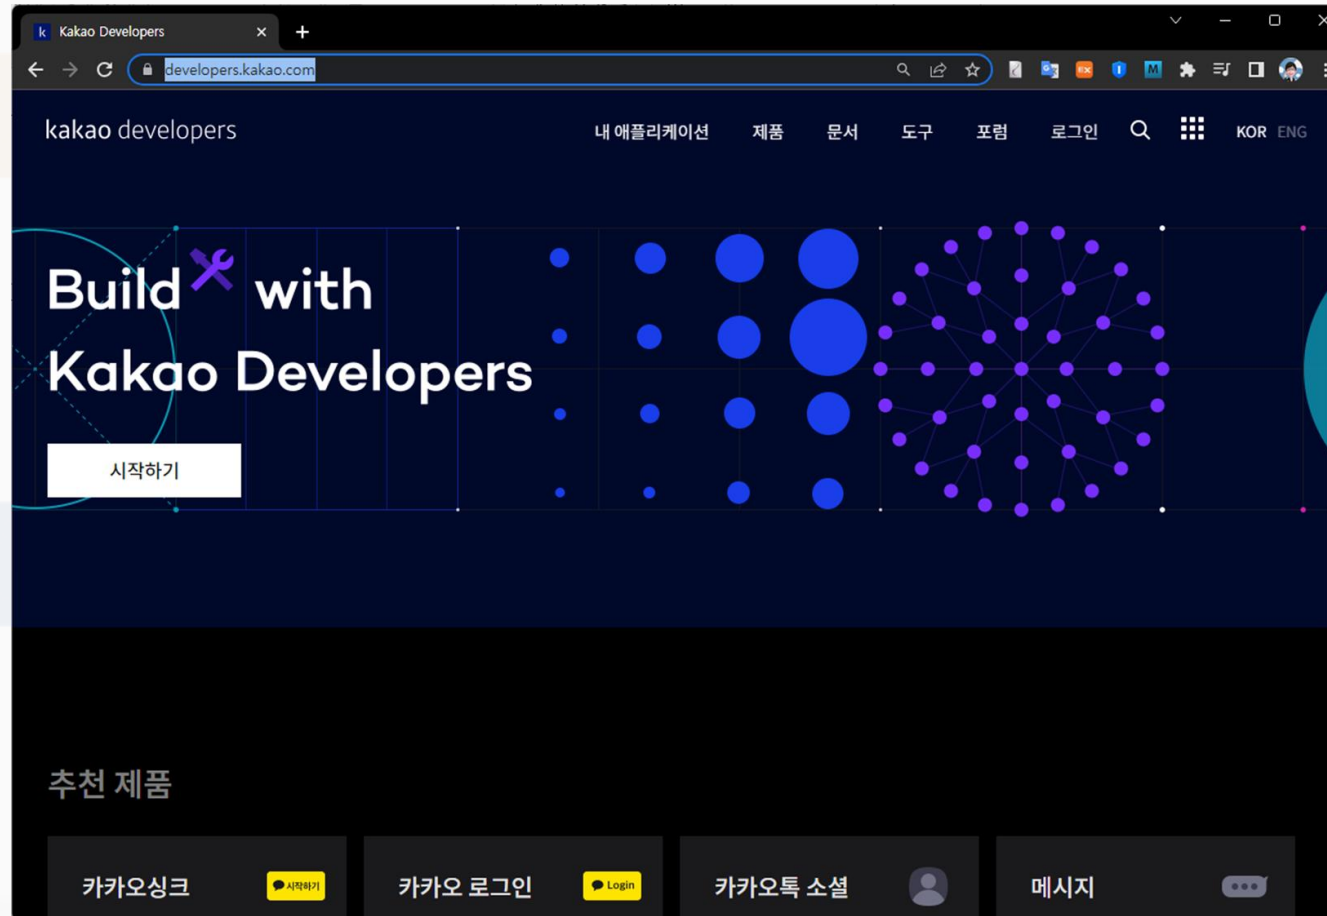 Kakao Developers
developers.kakao.com
kakao developers
내 애플리케이션 제품 문서 도구 포럼 로그인 KOR ENG
Build with
Kakao Developers
시작하기
추천 제품
카카오싱크 시작하기 카카오 로그인 Login 카카오톡 소셜 메시지